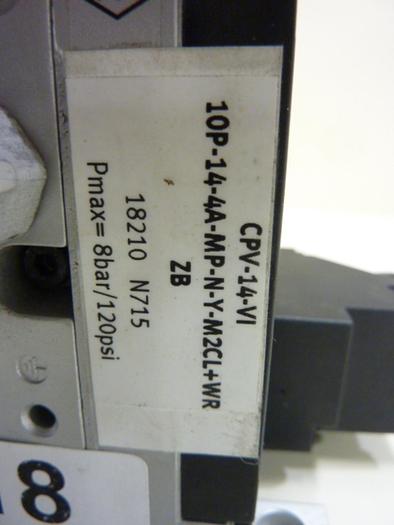 CPV-14-VI
10P-14-4A-MP-N-Y-M2CL+WR
ZB
18210 N715
Pmax= 8bar/120psi
8